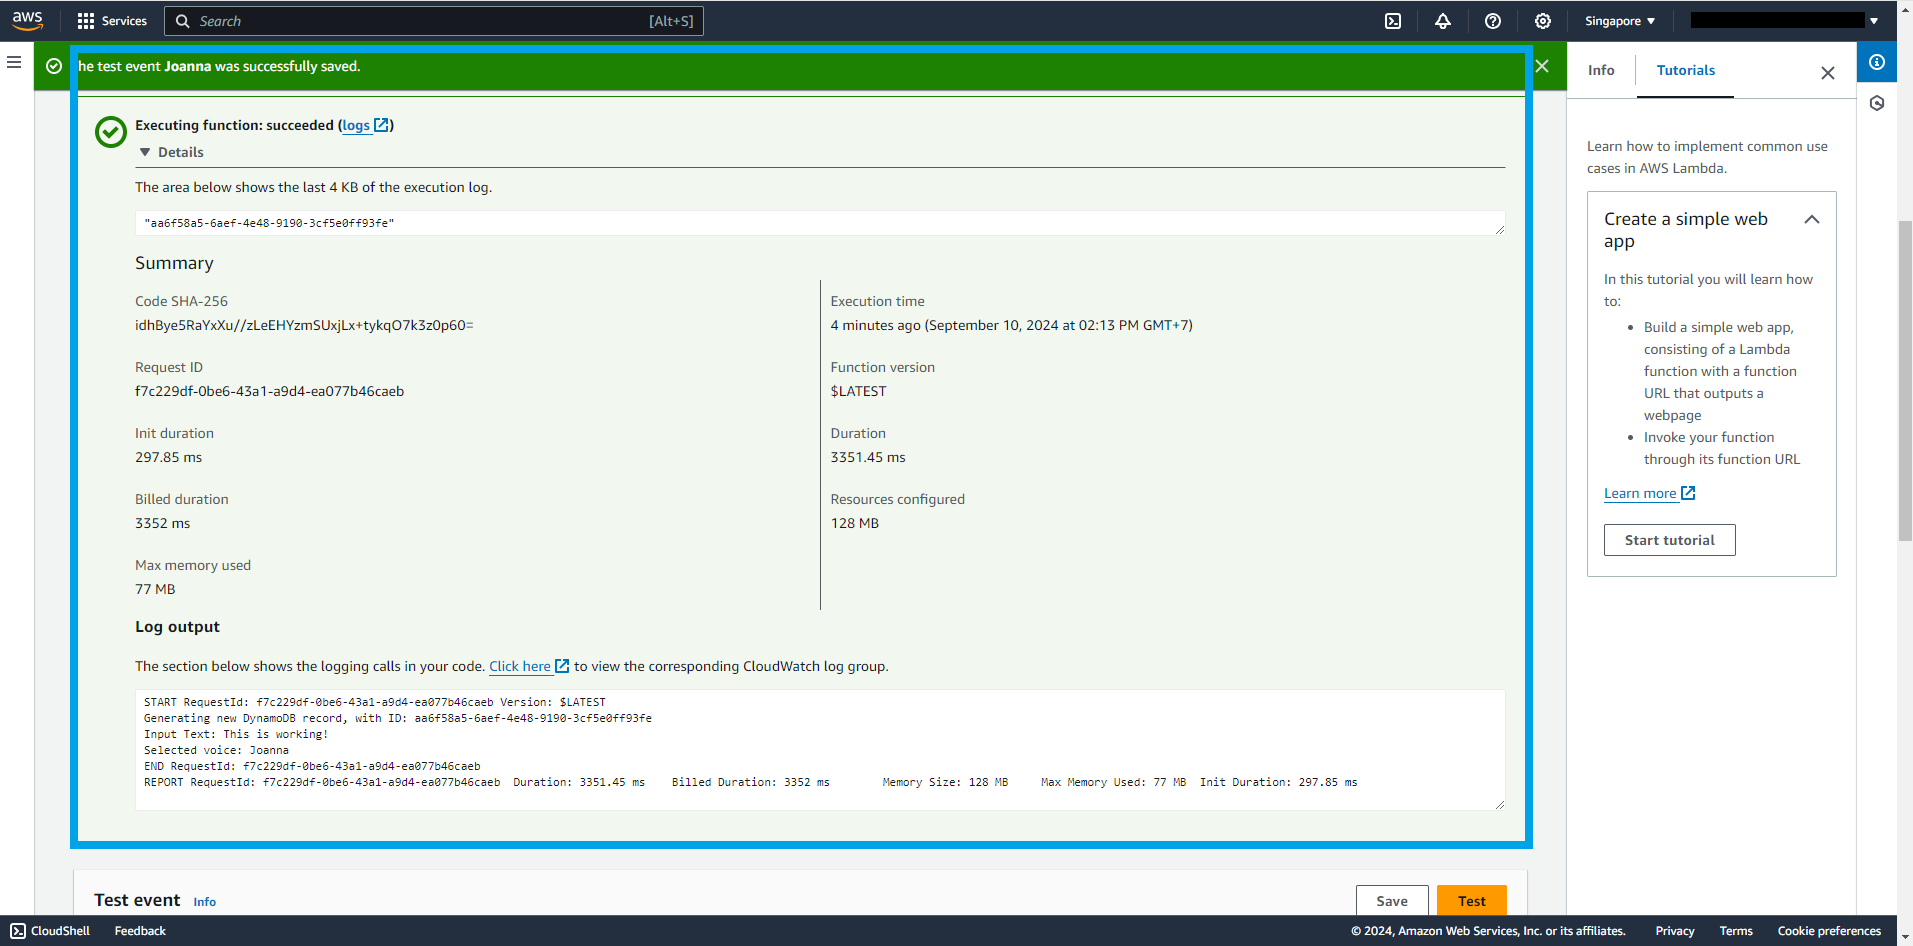 aws
Services
Search
[Alt+S]
Singapore
he test event Joanna was successfully saved.
Executing function: succeeded (logs)
Details
The area below shows the last 4 KB of the execution log.
"aa6f58a5-6aef-4e48-9190-3cf5e0ff93fe"
Summary
Code SHA-256
idhBye5RaYxXu//zLeEHYzmSUxjLx+tykqO7k3z0p60=
Execution time
4 minutes ago (September 10, 2024 at 02:13 PM GMT+7)
Request ID
f7c229df-0be6-43a1-a9d4-ea077b46caeb
Function version
$LATEST
Init duration
297.85 ms
Duration
3351.45 ms
Billed duration
3352 ms
Resources configured
128 MB
Max memory used
77 MB
Log output
The section below shows the logging calls in your code. Click here to view the corresponding CloudWatch log group.
START RequestId: f7c229df-0be6-43a1-a9d4-ea077b46caeb Version: $LATEST
Generating new DynamoDB record, with ID: aa6f58a5-6aef-4e48-9190-3cf5e0ff93fe
Input Text: This is working!
Selected voice: Joanna
END RequestId: f7c229df-0be6-43a1-a9d4-ea077b46caeb
REPORT RequestId: f7c229df-0be6-43a1-a9d4-ea077b46caeb Duration: 3351.45 ms Billed Duration: 3352 ms Memory Size: 128 MB Max Memory Used: 77 MB Init Duration: 297.85 ms
Test event Info
Save
Test
Info
Tutorials
Learn how to implement common use
cases in AWS Lambda.
Create a simple web
app
In this tutorial you will learn how
to:
• Build a simple web app,
consisting of a Lambda
function with a function
URL that outputs a
webpage
• Invoke your function
through its function URL
Learn more
Start tutorial
CloudShell
Feedback
© 2024, Amazon Web Services, Inc. or its affiliates.
Privacy
Terms
Cookie preferences